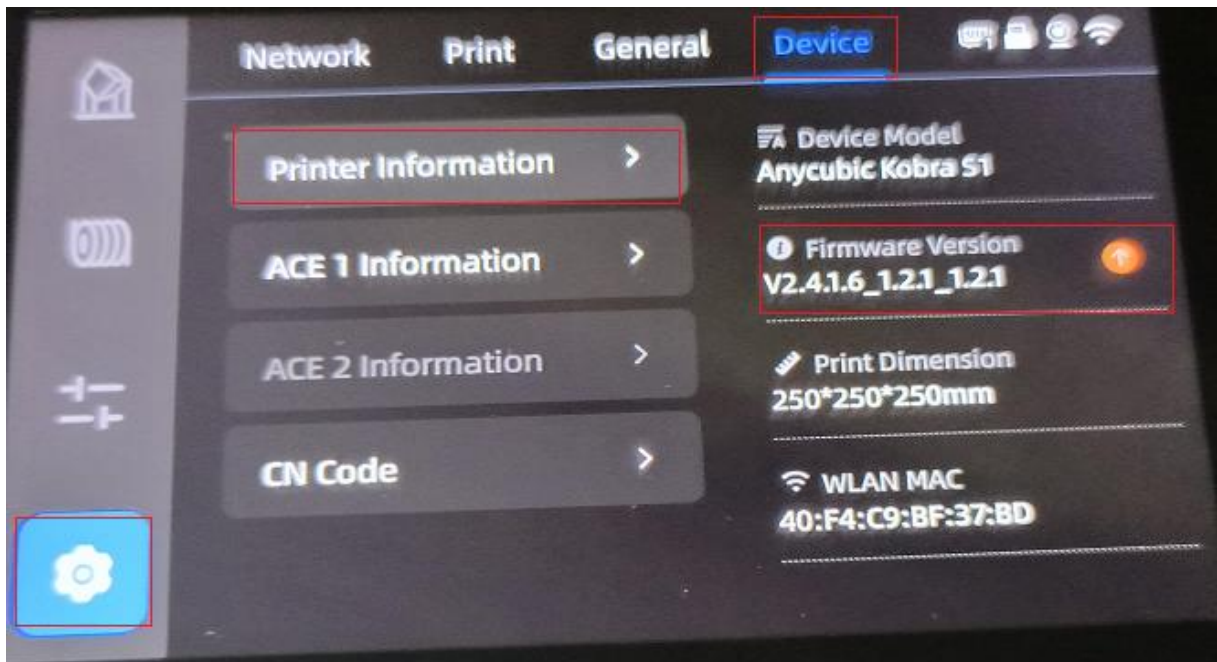 Network Print General Device
Printer Information
ACE 1 Information
ACE 2 Information
CN Code
Device Model
Anycubic Kobra S1
Firmware Version
V2.4.1.6_1.2.1_1.2.1
Print Dimension
250*250*250mm
WLAN MAC
40:F4:C9:BF:37:BD